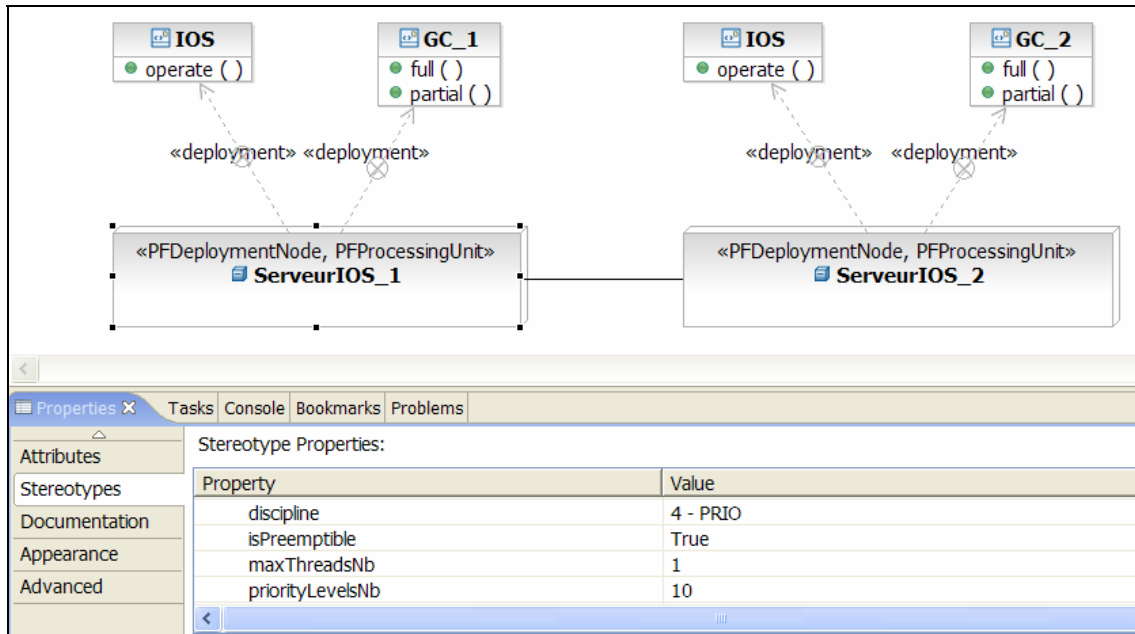 IOS
operate ( )
GC_1
full ( )
partial ( )
IOS
operate ( )
GC_2
full ( )
partial ( )
«deployment» «deployment»
«deployment» «deployment»
«PFDeploymentNode, PFProcessingUnit»
ServeurIOS_1
«PFDeploymentNode, PFProcessingUnit»
ServeurIOS_2
Properties Tasks Console Bookmarks Problems
Attributes
Stereotypes
Documentation
Appearance
Advanced
Stereotype Properties:
Property Value
discipline 4 - PRIO
isPreemptible True
maxThreadsNb 1
priorityLevelsNb 10